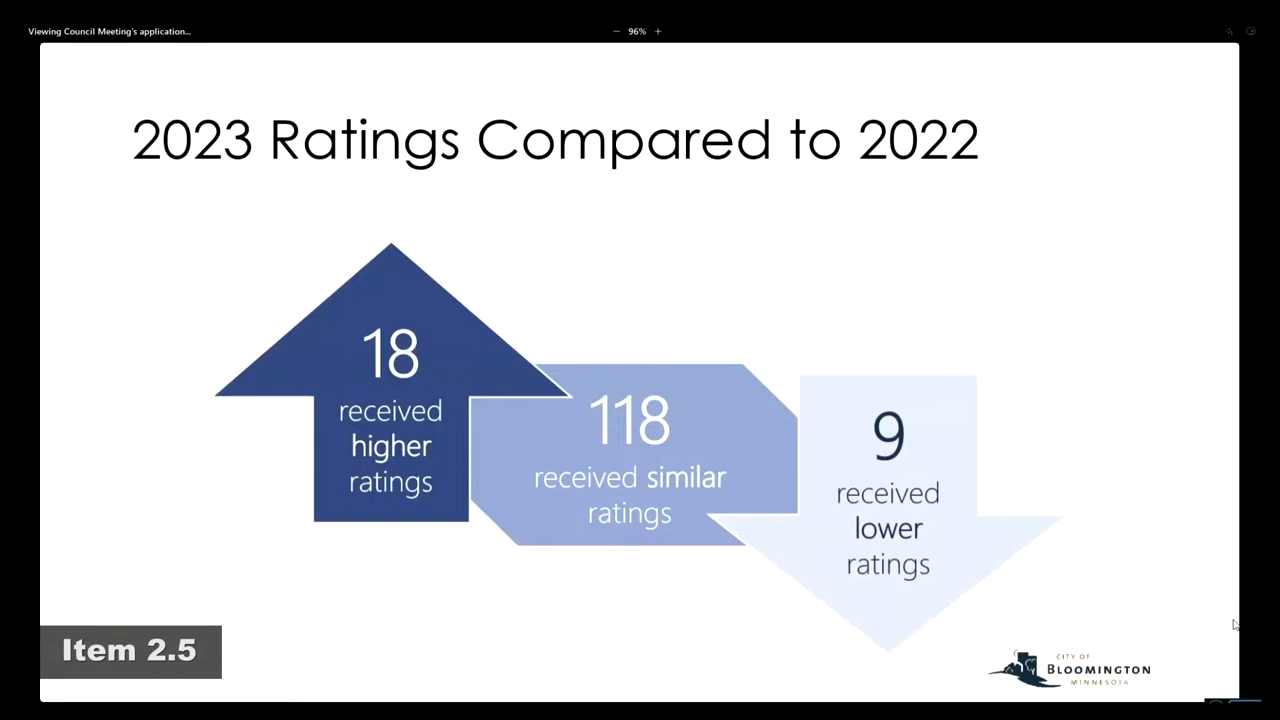 Viewing Council Meeting's application...
96%
2023 Ratings Compared to 2022
18
received
higher
ratings
118
received similar
ratings
9
received
lower
ratings
Item 2.5
CITY OF
BLOOMINGTON
MINNESOTA